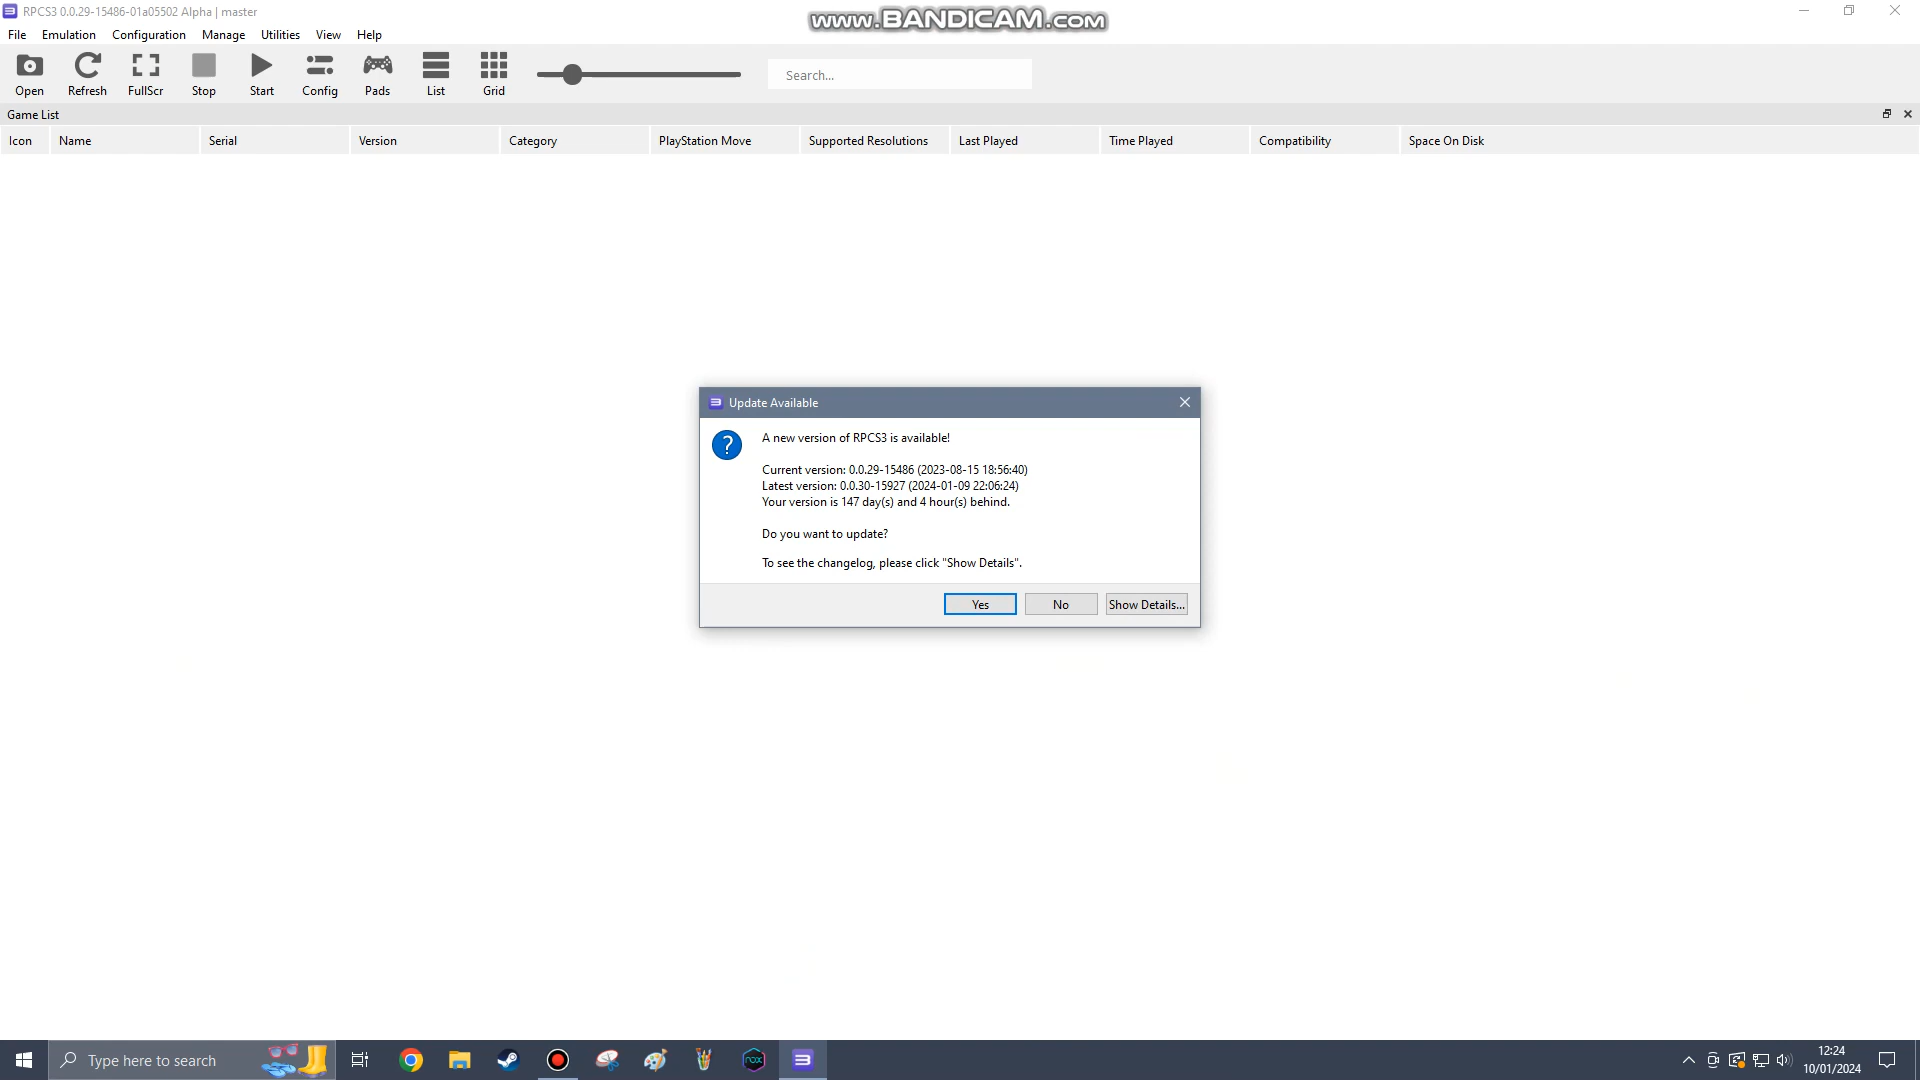 RPCS3 0.0.29-15486-01a05502 Alpha | master
www.BANDICAM.com
File Emulation Configuration Manage Utilities View Help
Open Refresh FullScr Stop Start Config Pads List Grid Search...
Game List
Icon Name Serial Version Category PlayStation Move Supported Resolutions Last Played Time Played Compatibility Space On Disk
Update Available
A new version of RPCS3 is available!
Current version: 0.0.29-15486 (2023-08-15 18:56:40)
Latest version: 0.0.30-15927 (2024-01-09 22:06:24)
Your version is 147 day(s) and 4 hour(s) behind.
Do you want to update?
To see the changelog, please click "Show Details".
Yes No Show Details...
Type here to search
nox
12:24
10/01/2024